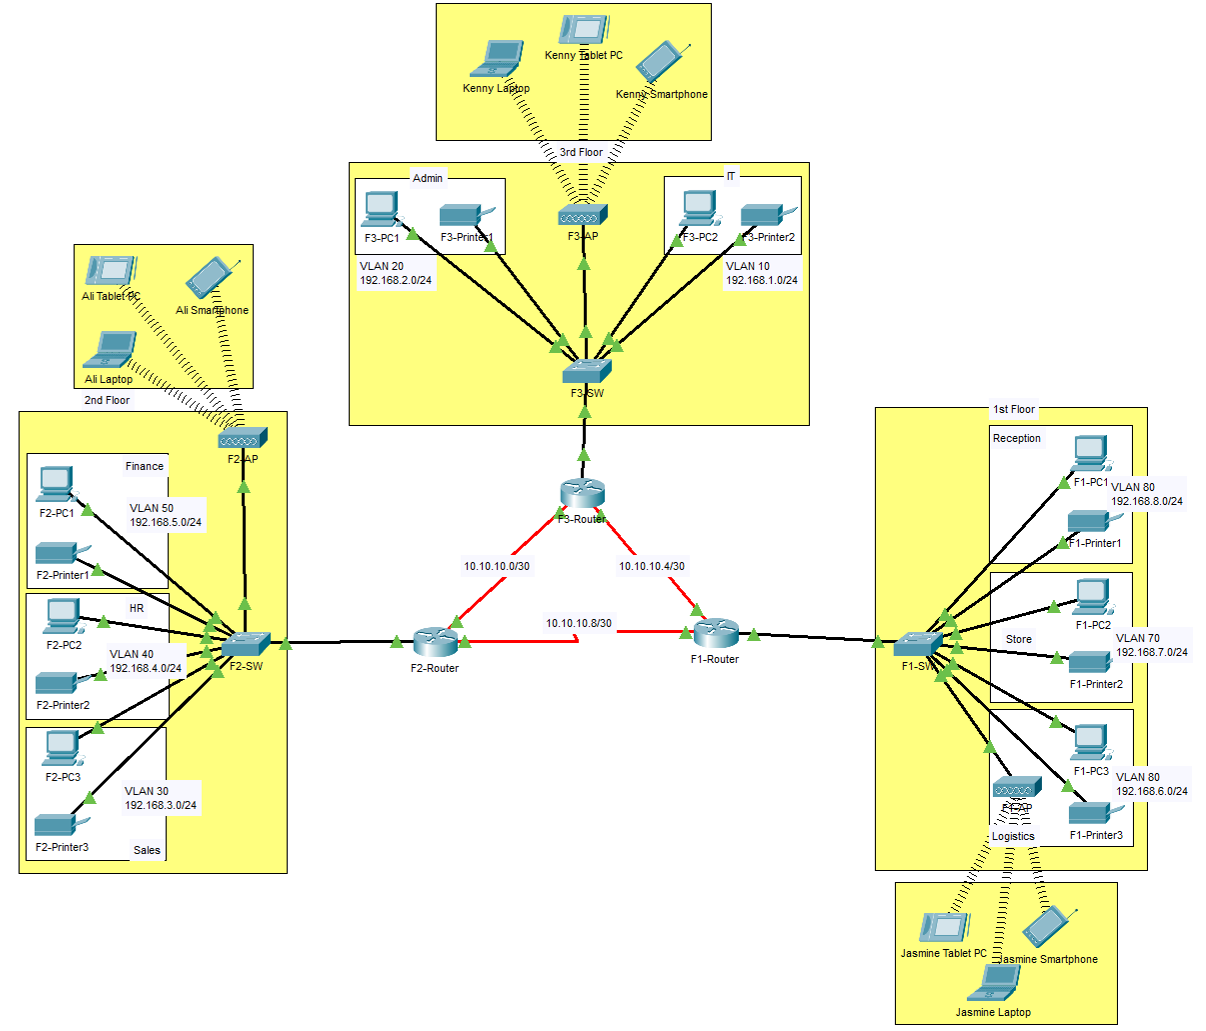 Kenny Tablet PC
Kenny Laptop
Kenny Smartphone
3rd Floor
Admin
IT
F3-PC1
F3-Printer1
F3-AP
F3-PC2
F3-Printer2
VLAN 20
192.168.2.0/24
VLAN 10
192.168.1.0/24
F3-SW
Ali Tablet PC
Ali Smartphone
Ali Laptop
2nd Floor
F2-AP
Finance
F2-PC1
VLAN 50
192.168.5.0/24
F2-Printer1
HR
F2-PC2
VLAN 40
192.168.4.0/24
F2-SW
F2-Printer2
F2-PC3
VLAN 30
192.168.3.0/24
F2-Printer3
Sales
F3-Router
10.10.10.0/30
10.10.10.4/30
10.10.10.8/30
F2-Router
F1-Router
1st Floor
Reception
F1-PC1
VLAN 80
192.168.8.0/24
F1-Printer1
F1-PC2
Store
VLAN 70
192.168.7.0/24
F1-SW
F1-Printer2
F1-PC3
VLAN 80
192.168.6.0/24
F1-AP
F1-Printer3
Logistics
Jasmine Tablet PC
Jasmine Smartphone
Jasmine Laptop